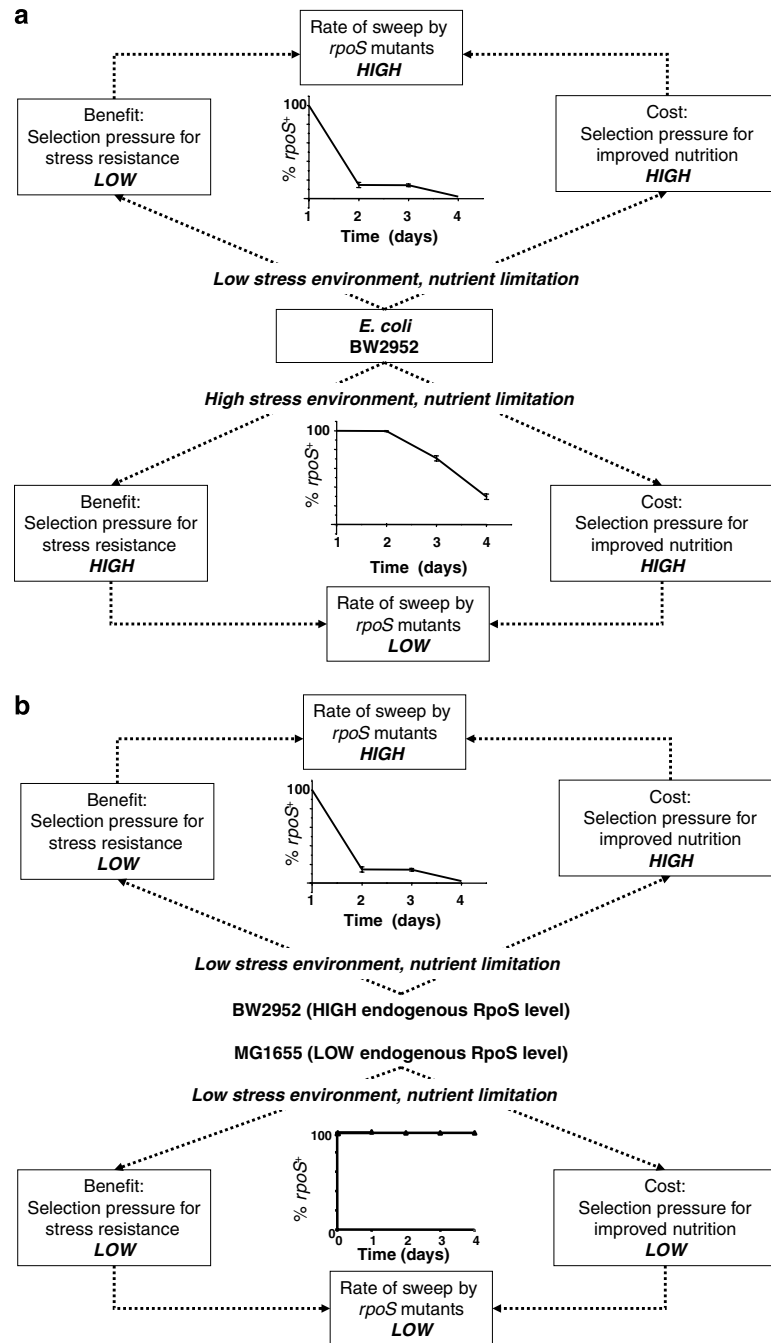 a
Rate of sweep by
rpoS mutants
HIGH
Benefit:
Selection pressure for
stress resistance
LOW
100
% rpoS+
1 2 3 4
Time (days)
Cost:
Selection pressure for
improved nutrition
HIGH
Low stress environment, nutrient limitation
E. coli
BW2952
High stress environment, nutrient limitation
100
% rpoS+
1 2 3 4
Time (days)
Benefit:
Selection pressure for
stress resistance
HIGH
Cost:
Selection pressure for
improved nutrition
HIGH
Rate of sweep by
rpoS mutants
LOW
b
Rate of sweep by
rpoS mutants
HIGH
Benefit:
Selection pressure for
stress resistance
LOW
100
% rpoS+
1 2 3 4
Time (days)
Cost:
Selection pressure for
improved nutrition
HIGH
Low stress environment, nutrient limitation
BW2952 (HIGH endogenous RpoS level)
MG1655 (LOW endogenous RpoS level)
Low stress environment, nutrient limitation
100
% rpoS+
0
0 1 2 3 4
Time (days)
Benefit:
Selection pressure for
stress resistance
LOW
Cost:
Selection pressure for
improved nutrition
LOW
Rate of sweep by
rpoS mutants
LOW